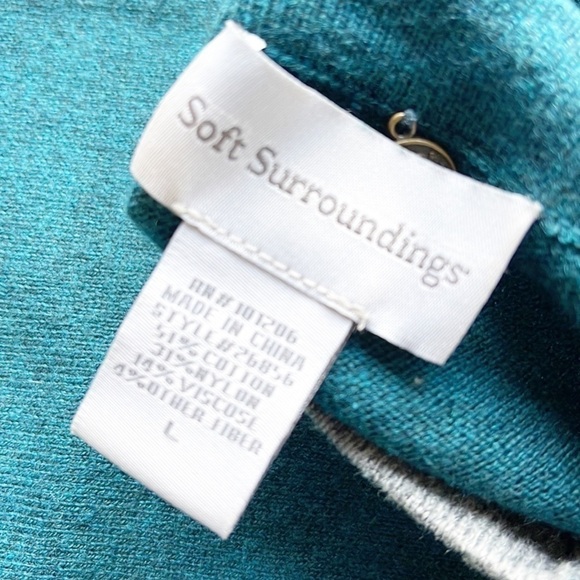 Soft Surroundings
RN#101206
MADE IN CHINA
STYLE#26856
51% COTTON
31% NYLON
14% VISCOSE
4% OTHER FIBER
L